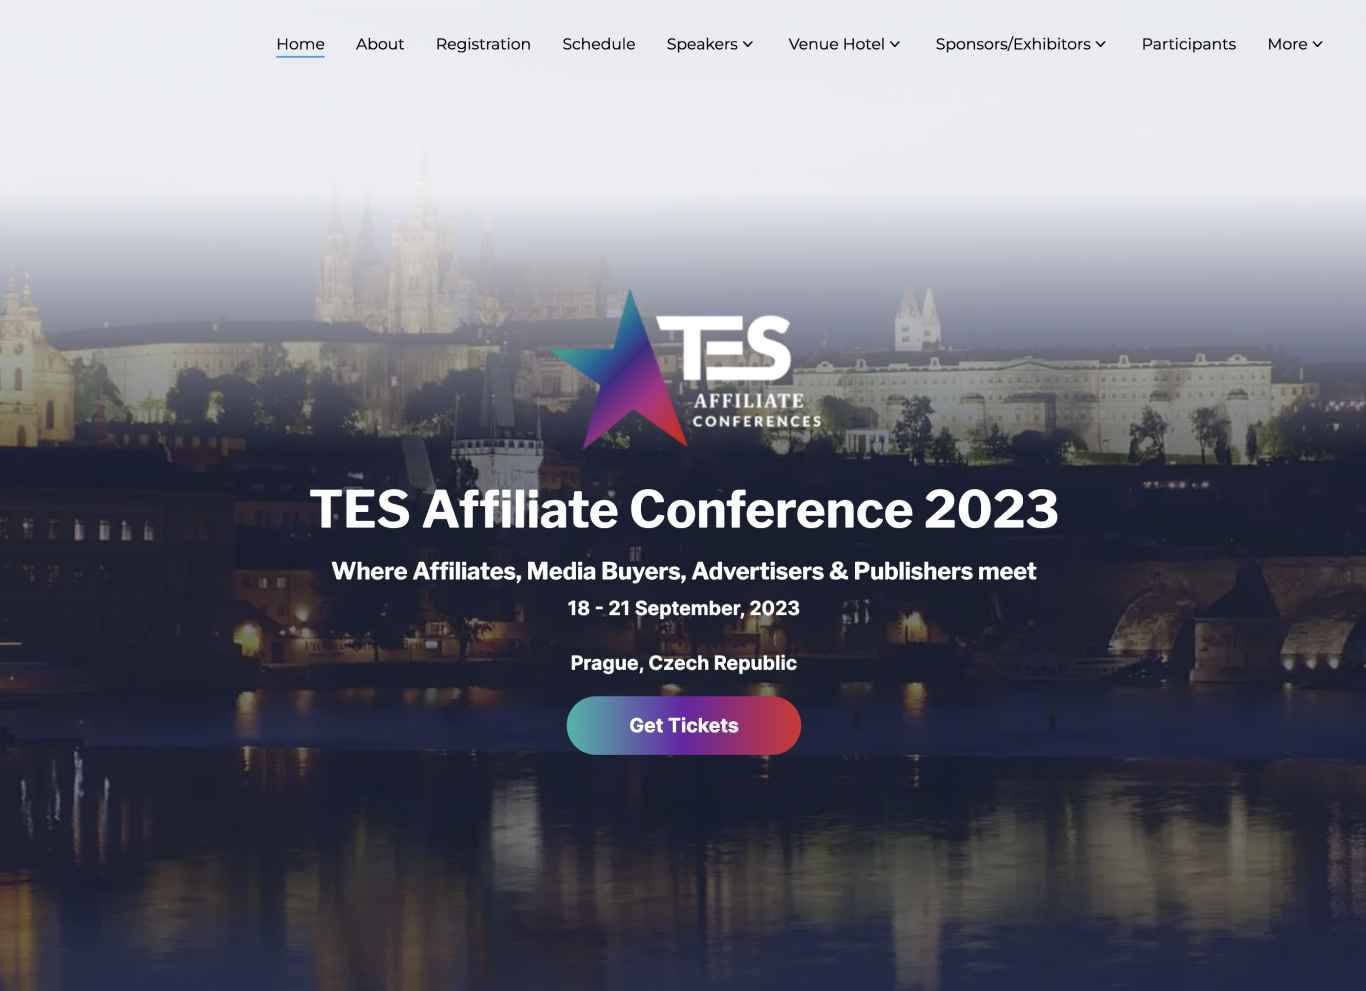 Home About Registration Schedule Speakers Venue Hotel Sponsors/Exhibitors Participants More
TES
AFFILIATE
CONFERENCES
TES Affiliate Conference 2023
Where Affiliates, Media Buyers, Advertisers & Publishers meet
18 - 21 September, 2023
Prague, Czech Republic
Get Tickets